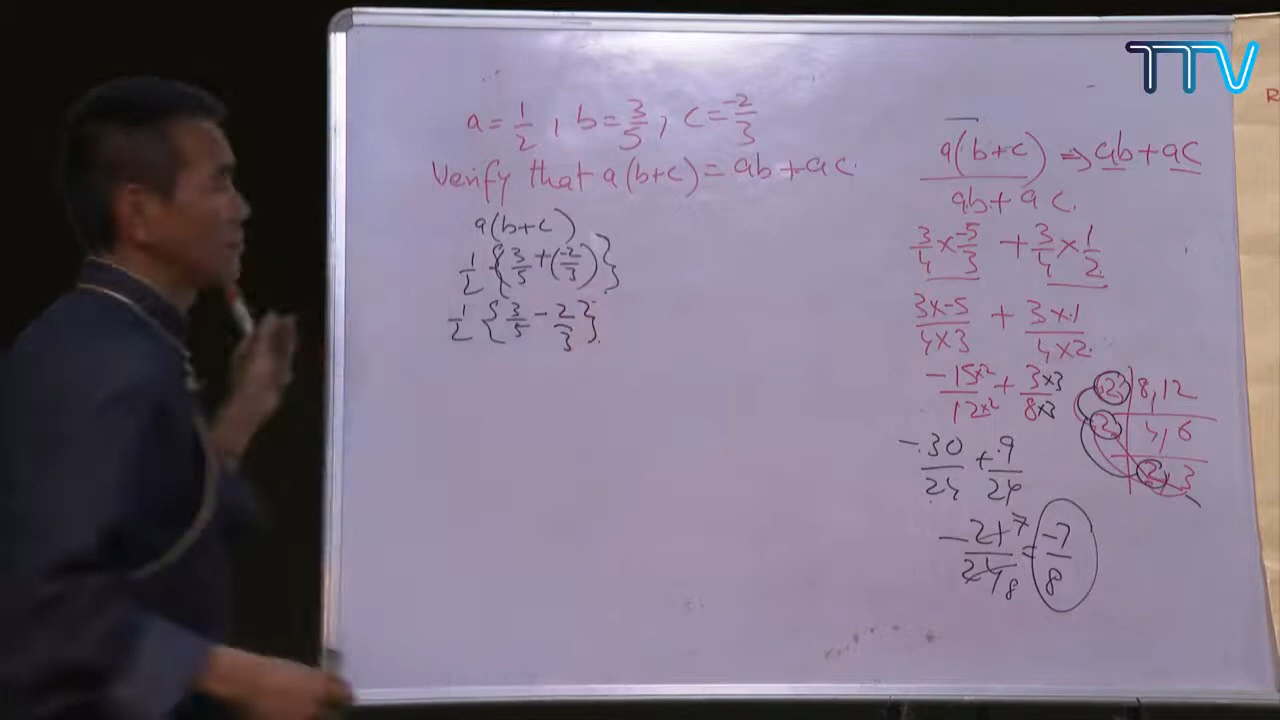 TTV
R
a = 1/2 , b = 3/5 , c = -2/3
Verify that a(b+c) = ab + ac.
a(b+c)
1/2 { 3/5 + (-2/3) }
1/2 { 3/5 - 2/3 }.
a(b+c) ⇒ ab + ac
ab + ac.
3/4 × -5/3 + 3/4 × 1/2
3×-5/4×3 + 3×1/4×2.
-15×2/12×2 + 3×3/8×3
2 | 8, 12
2 | 4, 6
2, 3
-30/24 + 9/24
-21 7/24 8 = -7/8